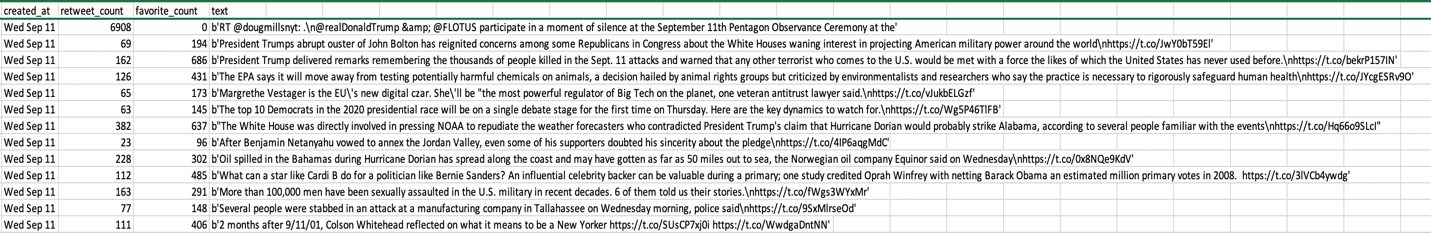 created_at retweet_count favorite_count text
Wed Sep 11 6908 0 b'RT @dougmillsnyt: .\n@realDonaldTrump &amp; @FLOTUS participate in a moment of silence at the September 11th Pentagon Observance Ceremony at the'
Wed Sep 11 69 194 b'President Trumps abrupt ouster of John Bolton has reignited concerns among some Republicans in Congress about the White Houses waning interest in projecting American military power around the world\nhttps://t.co/JwY0bT59El'
Wed Sep 11 162 686 b'President Trump delivered remarks remembering the thousands of people killed in the Sept. 11 attacks and warned that any other terrorist who comes to the U.S. would be met with a force the likes of which the United States has never used before.\nhttps://t.co/bekrP157IN'
Wed Sep 11 126 431 b'The EPA says it will move away from testing potentially harmful chemicals on animals, a decision hailed by animal rights groups but criticized by environmentalists and researchers who say the practice is necessary to rigorously safeguard human health\nhttps://t.co/JYcgESRv9O'
Wed Sep 11 65 173 b'Margrethe Vestager is the EU\'s new digital czar. She\'ll be "the most powerful regulator of Big Tech on the planet, one veteran antitrust lawyer said.\nhttps://t.co/vJukbELGzf'
Wed Sep 11 63 145 b'The top 10 Democrats in the 2020 presidential race will be on a single debate stage for the first time on Thursday. Here are the key dynamics to watch for.\nhttps://t.co/Wg5P46TlFB'
Wed Sep 11 382 637 b"The White House was directly involved in pressing NOAA to repudiate the weather forecasters who contradicted President Trump's claim that Hurricane Dorian would probably strike Alabama, according to several people familiar with the events\nhttps://t.co/Hq66o9SLcI"
Wed Sep 11 23 96 b'After Benjamin Netanyahu vowed to annex the Jordan Valley, even some of his supporters doubted his sincerity about the pledge\nhttps://t.co/4IP6aqgMdC'
Wed Sep 11 228 302 b'Oil spilled in the Bahamas during Hurricane Dorian has spread along the coast and may have gotten as far as 50 miles out to sea, the Norwegian oil company Equinor said on Wednesday\nhttps://t.co/0x8NQe9KdV'
Wed Sep 11 112 485 b'What can a star like Cardi B do for a politician like Bernie Sanders? An influential celebrity backer can be valuable during a primary; one study credited Oprah Winfrey with netting Barack Obama an estimated million primary votes in 2008.  https://t.co/3lVCb4ywdg'
Wed Sep 11 163 291 b'More than 100,000 men have been sexually assaulted in the U.S. military in recent decades. 6 of them told us their stories.\nhttps://t.co/fWgs3WYxMr'
Wed Sep 11 77 148 b'Several people were stabbed in an attack at a manufacturing company in Tallahassee on Wednesday morning, police said\nhttps://t.co/9SxMlrseOd'
Wed Sep 11 111 406 b'2 months after 9/11/01, Colson Whitehead reflected on what it means to be a New Yorker https://t.co/SUsCP7xj0i https://t.co/WwdgaDntNN'